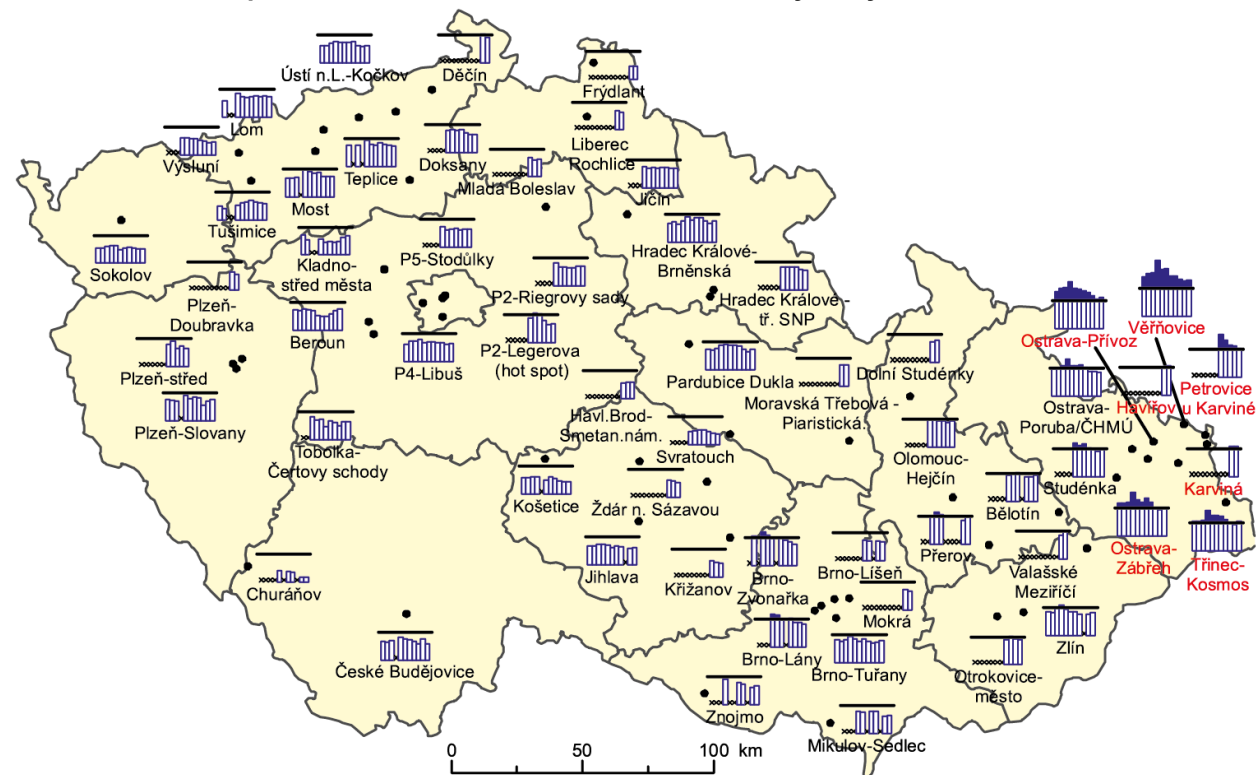 Ústí n.L.-Kočkov
Děčín
Frýdlant
Lom
Výsluní
Teplice
Doksany
Liberec
Rochlice
Mladá Boleslav
Jičín
Most
Tušimice
Sokolov
Kladno-
střed města
P5-Stodůlky
Hradec Králové-
Brněnská
Plzeň-
Doubravka
P2-Riegrovy sady
Hradec Králové -
tř. SNP
Beroun
P4-Libuš
P2-Legerova
(hot spot)
Plzeň-střed
Pardubice Dukla
Dolní Studénky
Ostrava-Přívoz
Věřňovice
Petrovice
u Karviné
Havířov
Ostrava-
Poruba/ČHMÚ
Moravská Třebová -
Piaristická.
Plzeň-Slovany
Havl.Brod-
Smetan.nám.
Svratouch
Tobolka-
Čertovy schody
Olomouc-
Hejčín
Studénka
Karviná
Košetice
Ždár n. Sázavou
Bělotín
Přerov
Ostrava-
Zábřeh
Třinec-
Kosmos
Churáňov
Jihlava
Křižanov
Brno-
Zvonařka
Brno-Líšeň
Valašské
Meziříčí
Mokrá
České Budějovice
Brno-Lány
Brno-Tuřany
Zlín
Otrokovice-
město
Znojmo
Mikulov-Sedlec
0 50 100 km